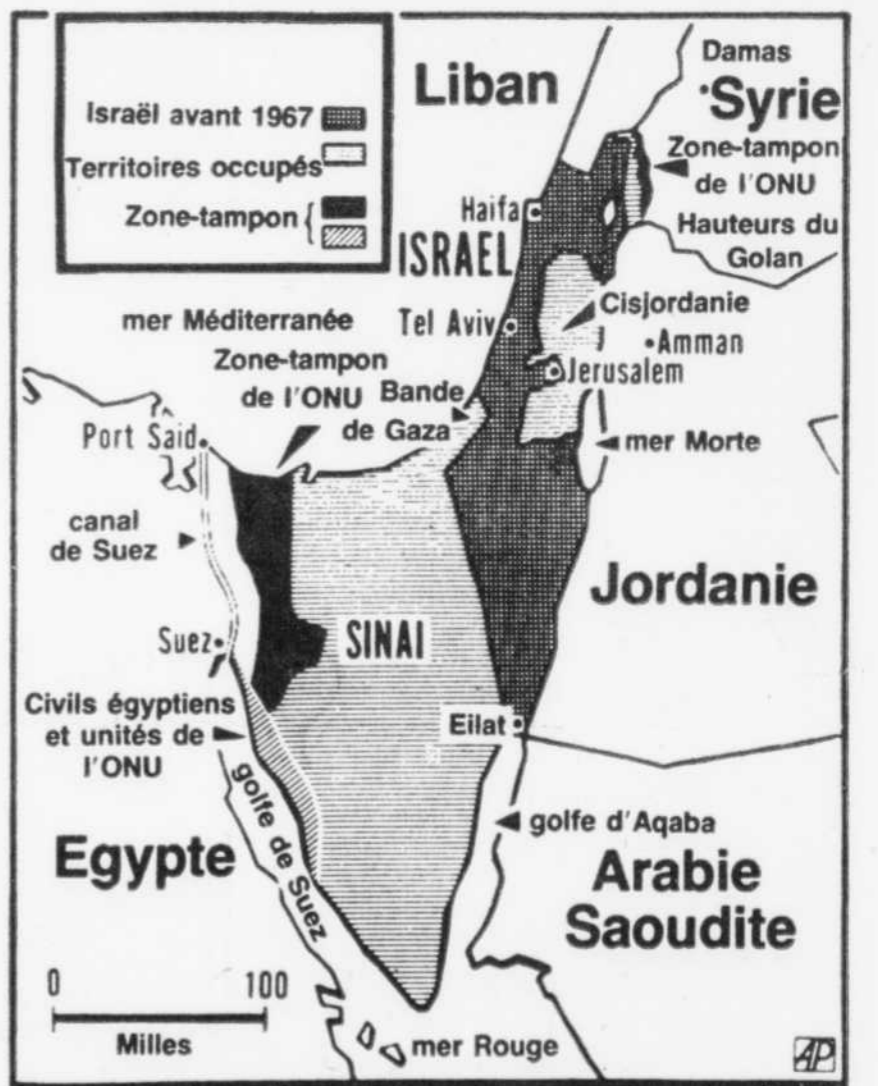 Israël avant 1967
Territoires occupés
Zone-tampon
Liban
Damas
Syrie
Zone-tampon
de l'ONU
Hauteurs du
Golan
Haifa
ISRAEL
Cisjordanie
mer Méditerranée
Tel Aviv
Amman
Zone-tampon
de l'ONU
Jerusalem
Bande
de Gaza
Port Said
mer Morte
canal
de Suez
Jordanie
Suez
SINAI
Civils égyptiens
et unités de
l'ONU
Eilat
golfe de Suez
golfe d'Aqaba
Egypte
Arabie
Saoudite
0 100
Milles
mer Rouge
AP